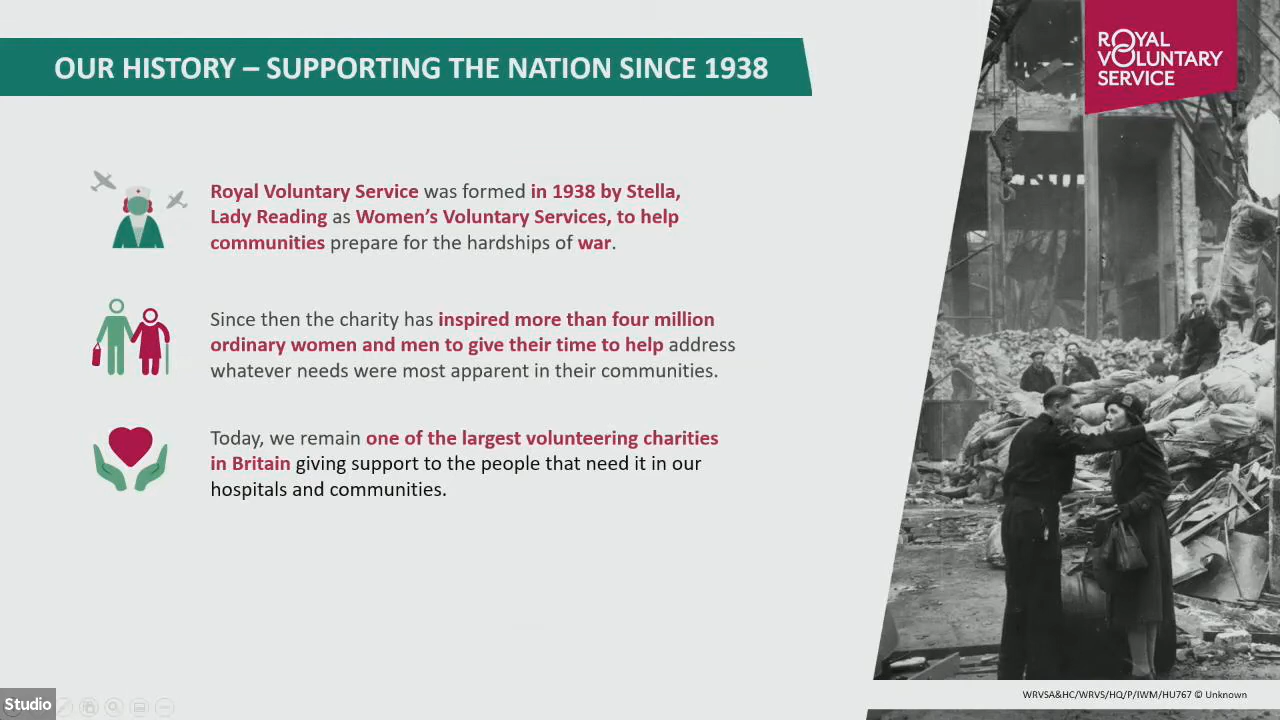 OUR HISTORY – SUPPORTING THE NATION SINCE 1938
ROYAL
VOLUNTARY
SERVICE
Royal Voluntary Service was formed in 1938 by Stella,
Lady Reading as Women’s Voluntary Services, to help
communities prepare for the hardships of war.
Since then the charity has inspired more than four million
ordinary women and men to give their time to help address
whatever needs were most apparent in their communities.
Today, we remain one of the largest volunteering charities
in Britain giving support to the people that need it in our
hospitals and communities.
WRVSA&HC/WRVS/HQ/P/IWM/HU767 © Unknown
Studio